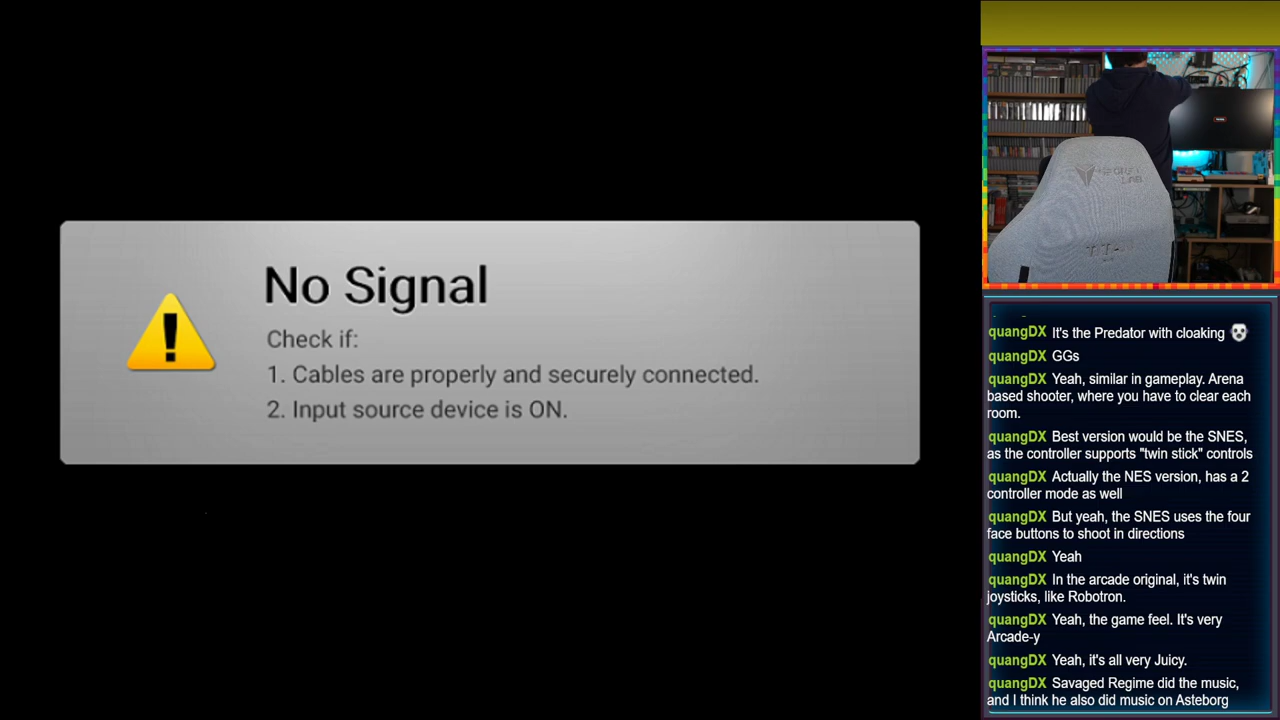 No Signal
Check if:
1. Cables are properly and securely connected.
2. Input source device is ON.
quangDX It's the Predator with cloaking
quangDX GGs
quangDX Yeah, similar in gameplay. Arena
based shooter, where you have to clear each
room.
quangDX Best version would be the SNES,
as the controller supports "twin stick" controls
quangDX Actually the NES version, has a 2
controller mode as well
quangDX But yeah, the SNES uses the four
face buttons to shoot in directions
quangDX Yeah
quangDX In the arcade original, it's twin
joysticks, like Robotron.
quangDX Yeah, the game feel. It's very
Arcade-y
quangDX Yeah, it's all very Juicy.
quangDX Savaged Regime did the music,
and I think he also did music on Asteborg